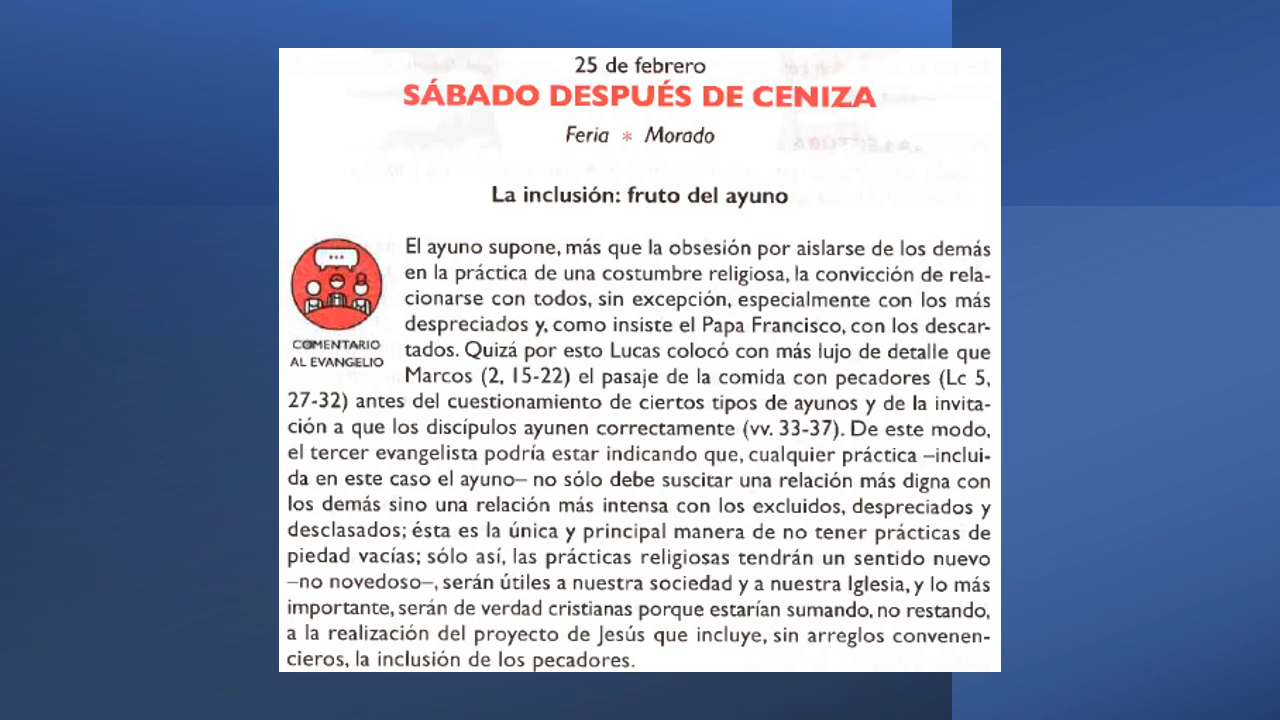 25 de febrero
SÁBADO DESPUÉS DE CENIZA
Feria * Morado
La inclusión: fruto del ayuno
COMENTARIO
AL EVANGELIO
El ayuno supone, más que la obsesión por aislarse de los demás
en la práctica de una costumbre religiosa, la convicción de rela-
cionarse con todos, sin excepción, especialmente con los más
despreciados y, como insiste el Papa Francisco, con los descar-
tados. Quizá por esto Lucas colocó con más lujo de detalle que
Marcos (2, 15-22) el pasaje de la comida con pecadores (Lc 5,
27-32) antes del cuestionamiento de ciertos tipos de ayunos y de la invita-
ción a que los discípulos ayunen correctamente (vv. 33-37). De este modo,
el tercer evangelista podría estar indicando que, cualquier práctica –inclui-
da en este caso el ayuno– no sólo debe suscitar una relación más digna con
los demás sino una relación más intensa con los excluidos, despreciados y
desclasados; ésta es la única y principal manera de no tener prácticas de
piedad vacías; sólo así, las prácticas religiosas tendrán un sentido nuevo
–no novedoso–, serán útiles a nuestra sociedad y a nuestra Iglesia, y lo más
importante, serán de verdad cristianas porque estarían sumando, no restando,
a la realización del proyecto de Jesús que incluye, sin arreglos convenen-
cieros, la inclusión de los pecadores.